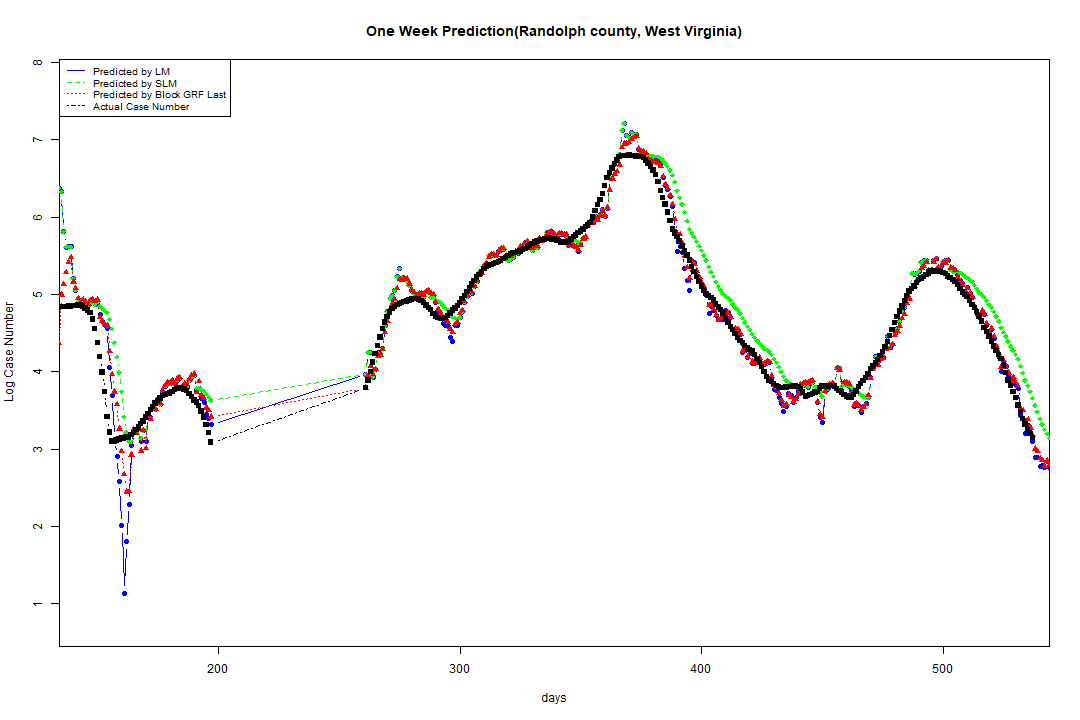 One Week Prediction(Randolph county, West Virginia)
Predicted by LM
Predicted by SLM
Predicted by Block GRF Last
Actual Case Number
Log Case Number
8
7
6
5
4
3
2
1
200 300 400 500
days